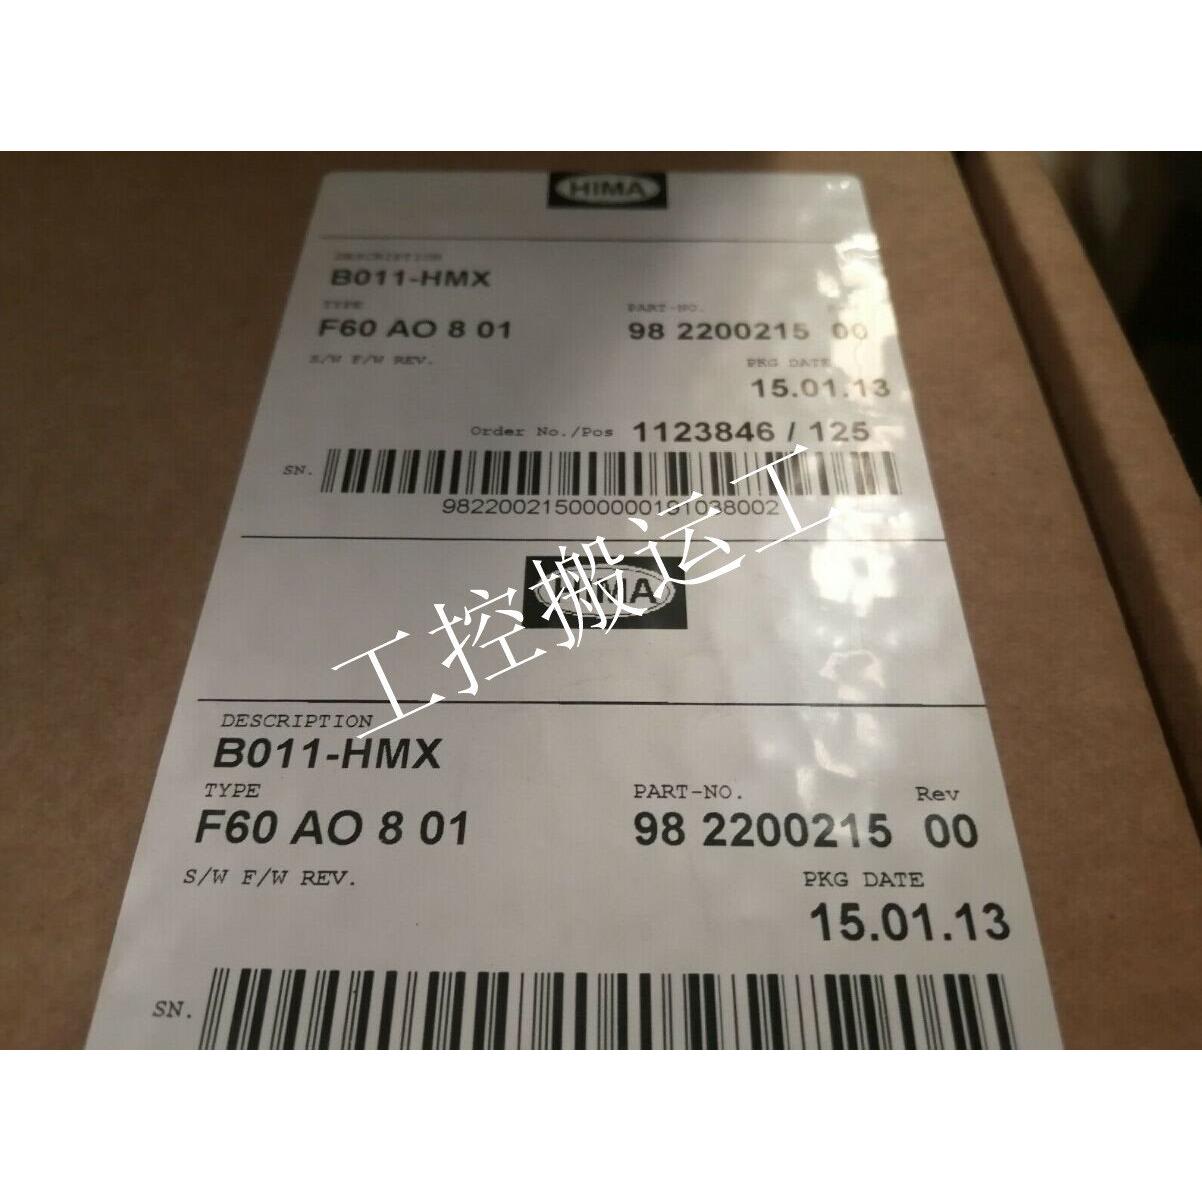 HIMA
DESCRIPTION
B011-HMX
TYPE PART-NO.
F60 AO 8 01 98 2200215 00
S/W F/W REV. PKG DATE
15.01.13
Order No./Pos 1123846 / 125
SN.
9822002150000000191038002
HIMA
工控搬运工
DESCRIPTION
B011-HMX
TYPE PART-NO. Rev
F60 AO 8 01 98 2200215 00
S/W F/W REV. PKG DATE
15.01.13
SN.